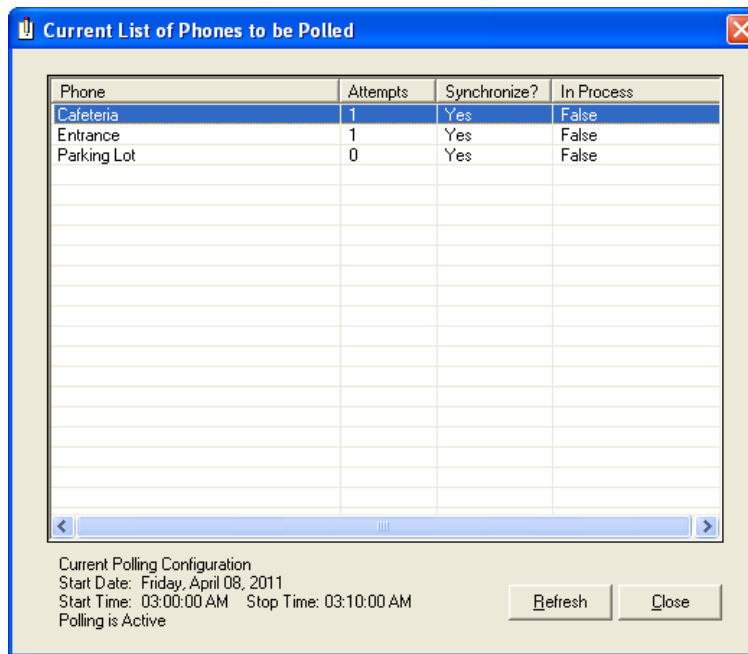 Current List of Phones to be Polled
Phone Attempts Synchronize? In Process
Cafeteria 1 Yes False
Entrance 1 Yes False
Parking Lot 0 Yes False
Current Polling Configuration
Start Date: Friday, April 08, 2011
Start Time: 03:00:00 AM Stop Time: 03:10:00 AM
Polling is Active
Refresh Close